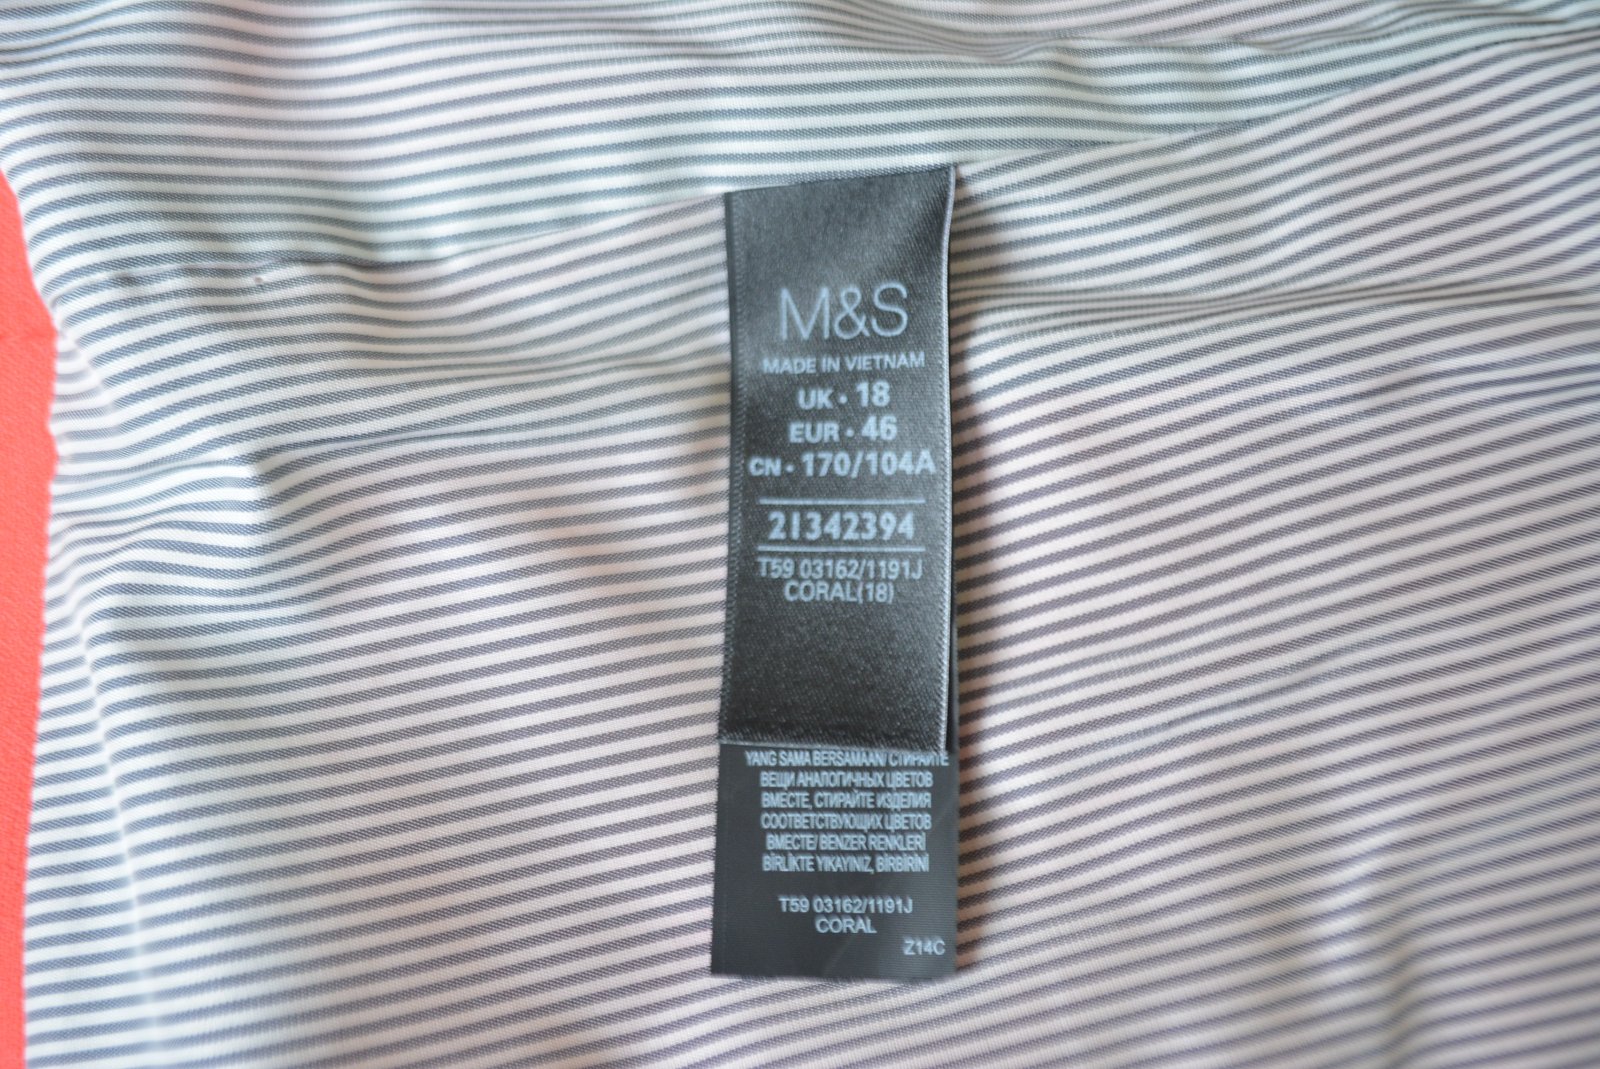 M&S
MADE IN VIETNAM
UK • 18
EUR • 46
CN • 170/104A
21342394
T59 03162/1191J
CORAL(18)
YANG SAMA BERSAMAAN/ СТИРАЙТЕ
ВЕЩИ АНАЛОГИЧНЫХ ЦВЕТОВ
ВМЕСТЕ, СТИРАЙТЕ ИЗДЕЛИЯ
СООТВЕТСТВУЮЩИХ ЦВЕТОВ
ВМЕСТЕ/ BENZER RENKLERİ
BİRLİKTE YIKAYINIZ, BİRBİRİNİ
T59 03162/1191J
CORAL
Z14C